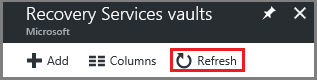 Recovery Services vaults
Microsoft
Add Columns Refresh